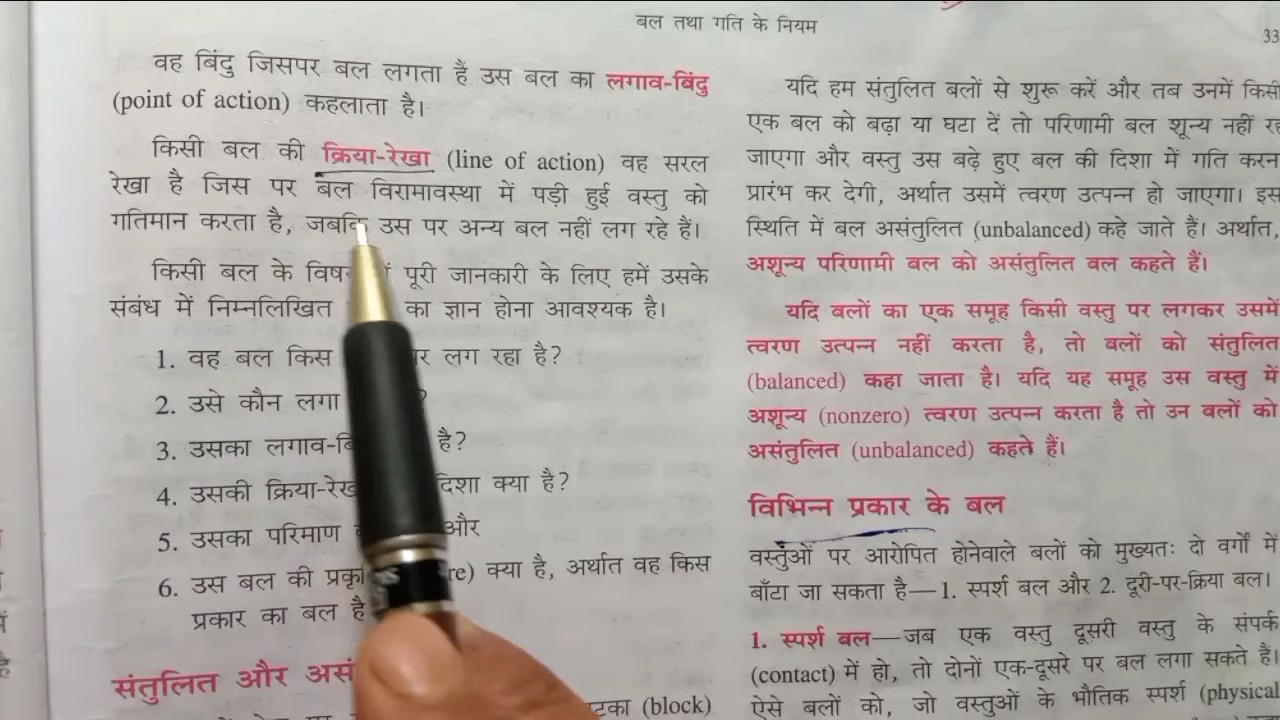 बल तथा गति के नियम
33
वह बिंदु जिसपर बल लगता है उस बल का लगाव-बिंदु
(point of action) कहलाता है।
किसी बल की क्रिया-रेखा (line of action) वह सरल
रेखा है जिस पर बल विरामावस्था में पड़ी हुई वस्तु को
गतिमान करता है, जबकि उस पर अन्य बल नहीं लग रहे हैं।
किसी बल के पूरी जानकारी के लिए हमें उसके
संबंध में निम्नलिखित का ज्ञान होना आवश्यक है।
1. वह बल किस पर लग रहा है?
2. उसे कौन लगा
3. उसका है?
4. उसकी दिशा क्या है?
5. उसका परिमाण और
6. उस बल की क्या है, अर्थात वह किस
प्रकार का बल है
संतुलित और
(block)
यदि हम संतुलित बलों से शुरू करें और तब उनमें किसी
एक बल को बढ़ा या घटा दें तो परिणामी बल शून्य नहीं रह
जाएगा और वस्तु उस बढ़े हुए बल की दिशा में गति करन
प्रारंभ कर देगी, अर्थात उसमें त्वरण उत्पन्न हो जाएगा। इस
स्थिति में बल असंतुलित (unbalanced) कहे जाते हैं। अर्थात,
अशून्य परिणामी बल को असंतुलित बल कहते हैं।
यदि बलों का एक समूह किसी वस्तु पर लगकर उसमें
त्वरण उत्पन्न नहीं करता है, तो बलों को संतुलित
(balanced) कहा जाता है। यदि यह समूह उस वस्तु में
अशून्य (nonzero) त्वरण उत्पन्न करता है तो उन बलों को
असंतुलित (unbalanced) कहते हैं।
विभिन्न प्रकार के बल
वस्तुओं पर आरोपित होनेवाले बलों को मुख्यतः दो वर्गों में
बाँटा जा सकता है—1. स्पर्श बल और 2. दूरी-पर-क्रिया बल।
1. स्पर्श बल—जब एक वस्तु दूसरी वस्तु के संपर्क
(contact) में हो, तो दोनों एक-दूसरे पर बल लगा सकते हैं।
ऐसे बलों को, जो वस्तुओं के भौतिक स्पर्श (physical